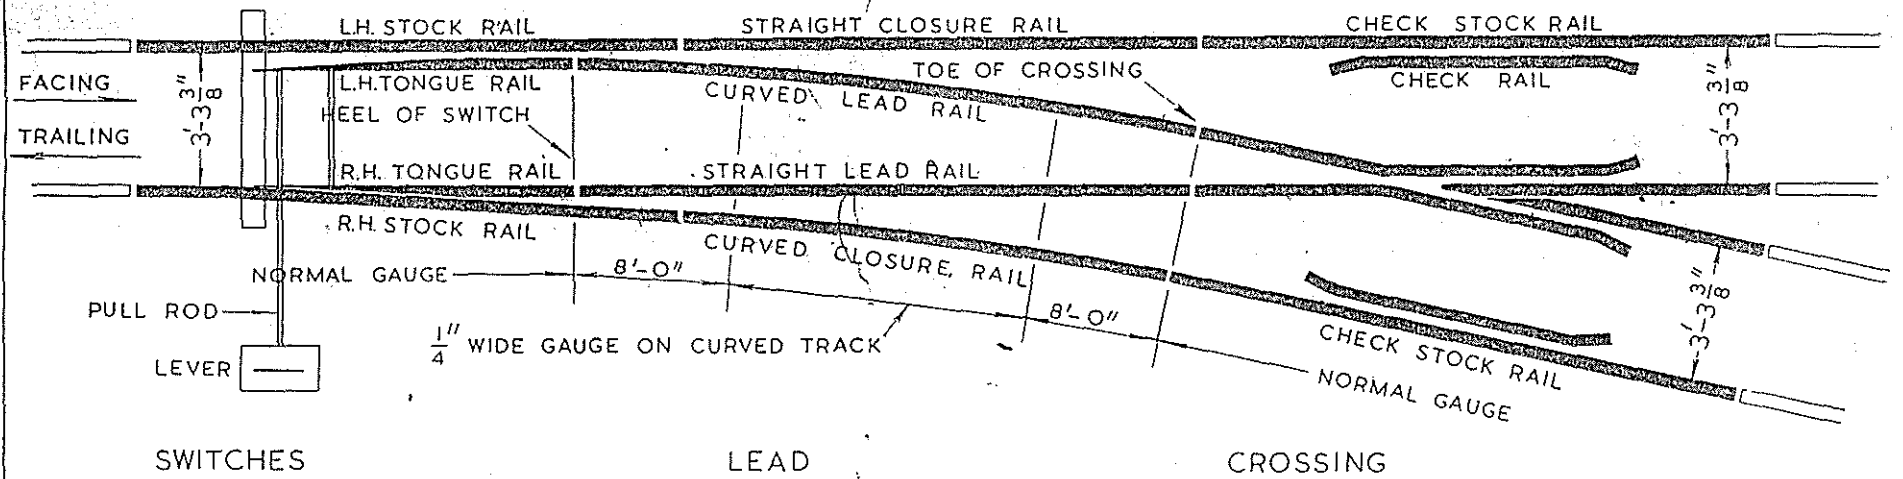 L.H. STOCK RAIL
STRAIGHT CLOSURE RAIL
CHECK STOCK RAIL
FACING
3'-3 3/8"
L.H. TONGUE RAIL
TOE OF CROSSING
CHECK RAIL
3'-3 3/8"
CURVED LEAD RAIL
HEEL OF SWITCH
TRAILING
R.H. TONGUE RAIL
STRAIGHT LEAD RAIL
R.H. STOCK RAIL
CURVED CLOSURE RAIL
NORMAL GAUGE
8'-0"
8'-0"
3'-3 3/8"
PULL ROD
1/4" WIDE GAUGE ON CURVED TRACK
CHECK STOCK RAIL
LEVER
NORMAL GAUGE
SWITCHES
LEAD
CROSSING